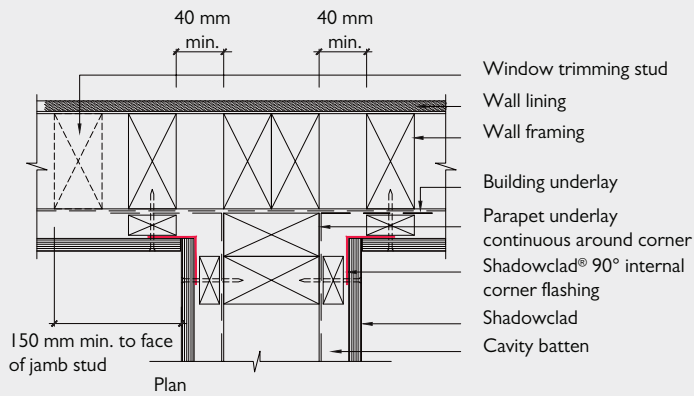 40 mm
min.
40 mm
min.
Window trimming stud
Wall lining
Wall framing
Building underlay
Parapet underlay
continuous around corner
Shadowclad® 90° internal
corner flashing
Shadowclad
Cavity batten
150 mm min. to face
of jamb stud
Plan